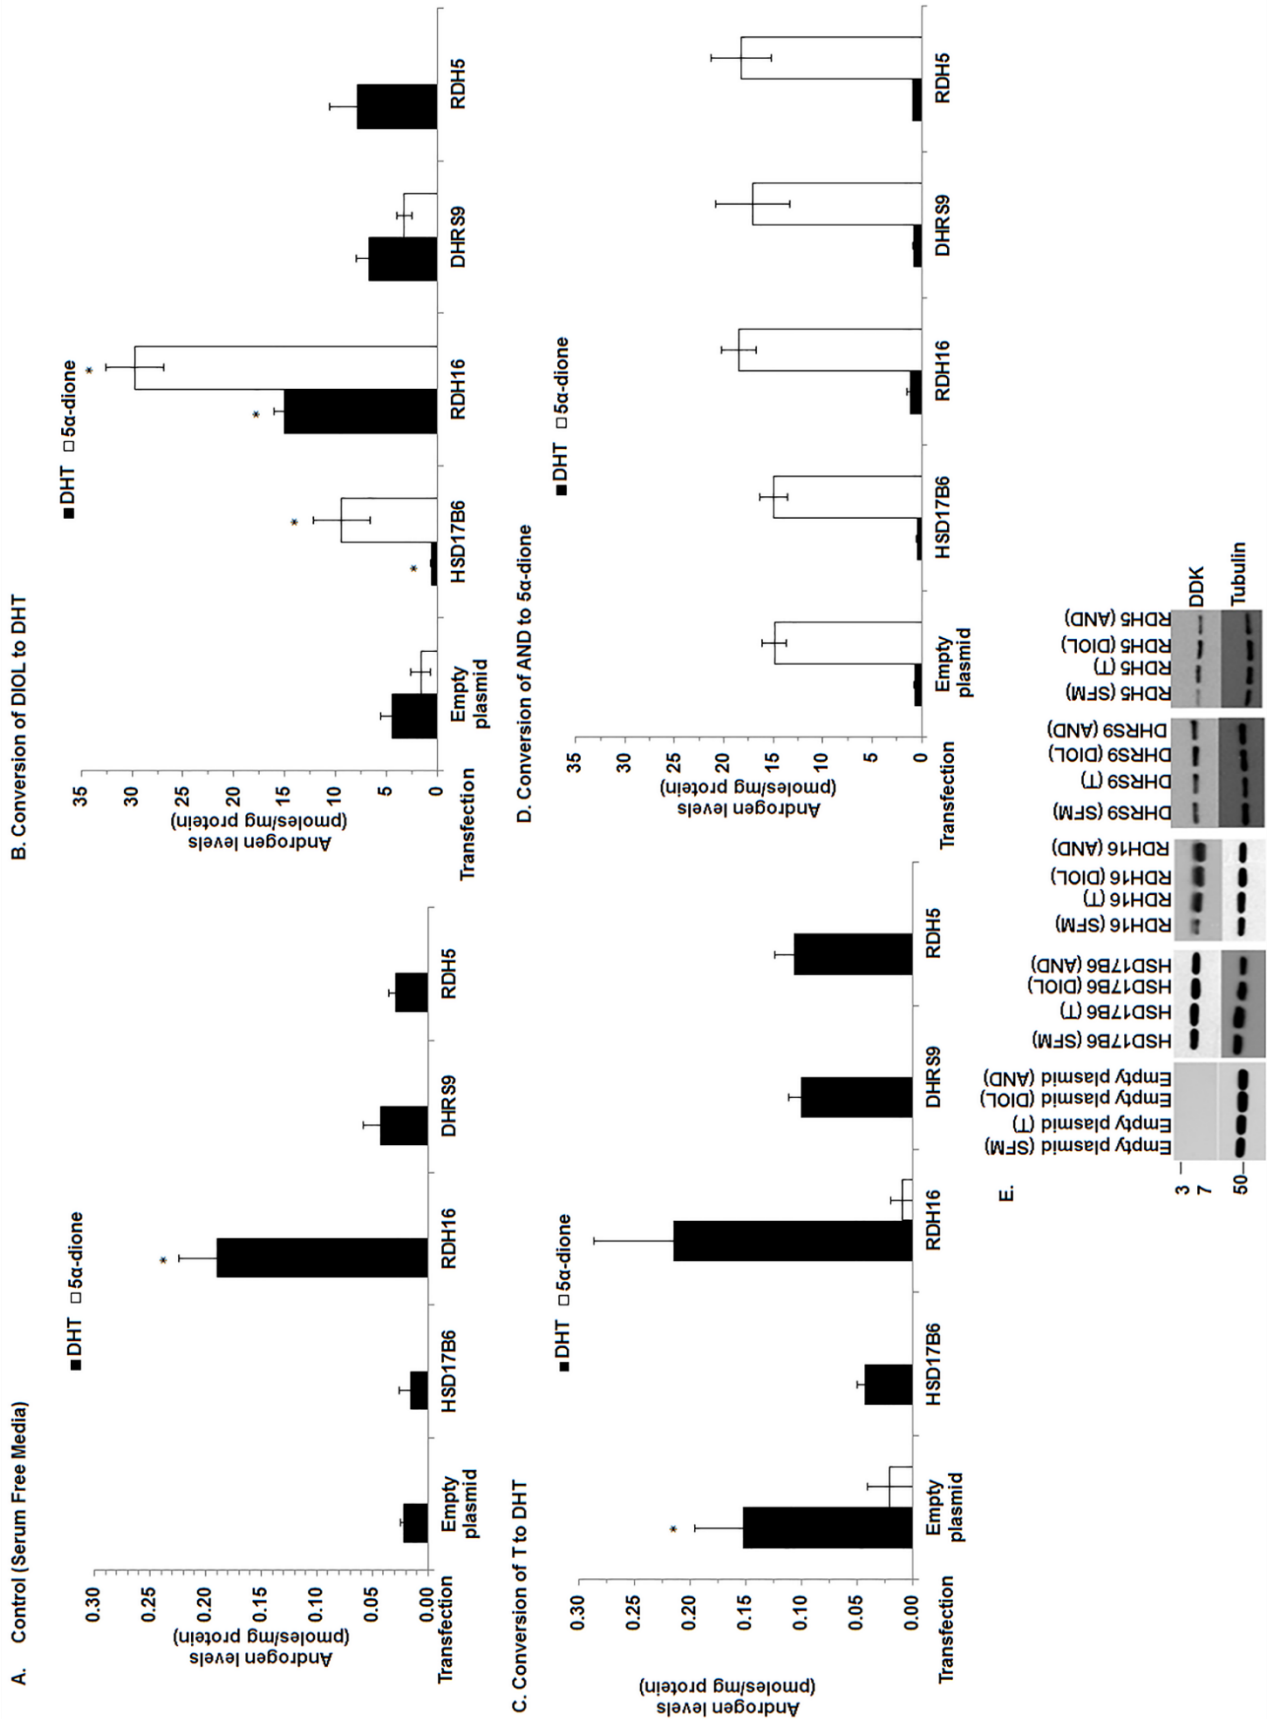 A. Control (Serum Free Media)
■DHT □5α-dione
Androgen levels
(pmoles/mg protein)
0.30
0.25
0.20
0.15
0.10
0.05
0.00
*
Transfection
Empty plasmid
HSD17B6
RDH16
DHRS9
RDH5
B. Conversion of DIOL to DHT
■DHT □5α-dione
Androgen levels
(pmoles/mg protein)
35
30
25
20
15
10
5
0
*
*
*
*
Transfection
Empty plasmid
HSD17B6
RDH16
DHRS9
RDH5
C. Conversion of T to DHT
■DHT □5α-dione
Androgen levels
(pmoles/mg protein)
0.30
0.25
0.20
0.15
0.10
0.05
0.00
*
Transfection
Empty plasmid
HSD17B6
RDH16
DHRS9
RDH5
D. Conversion of AND to 5α-dione
■DHT □5α-dione
Androgen levels
(pmoles/mg protein)
35
30
25
20
15
10
5
0
Transfection
Empty plasmid
HSD17B6
RDH16
DHRS9
RDH5
E.
Empty plasmid (SFM)
Empty plasmid (T)
Empty plasmid (DIOL)
Empty plasmid (AND)
HSD17B6 (SFM)
HSD17B6 (T)
HSD17B6 (DIOL)
HSD17B6 (AND)
RDH16 (SFM)
RDH16 (T)
RDH16 (DIOL)
RDH16 (AND)
DHRS9 (SFM)
DHRS9 (T)
DHRS9 (DIOL)
DHRS9 (AND)
RDH5 (SFM)
RDH5 (T)
RDH5 (DIOL)
RDH5 (AND)
3
7
DDK
50
Tubulin